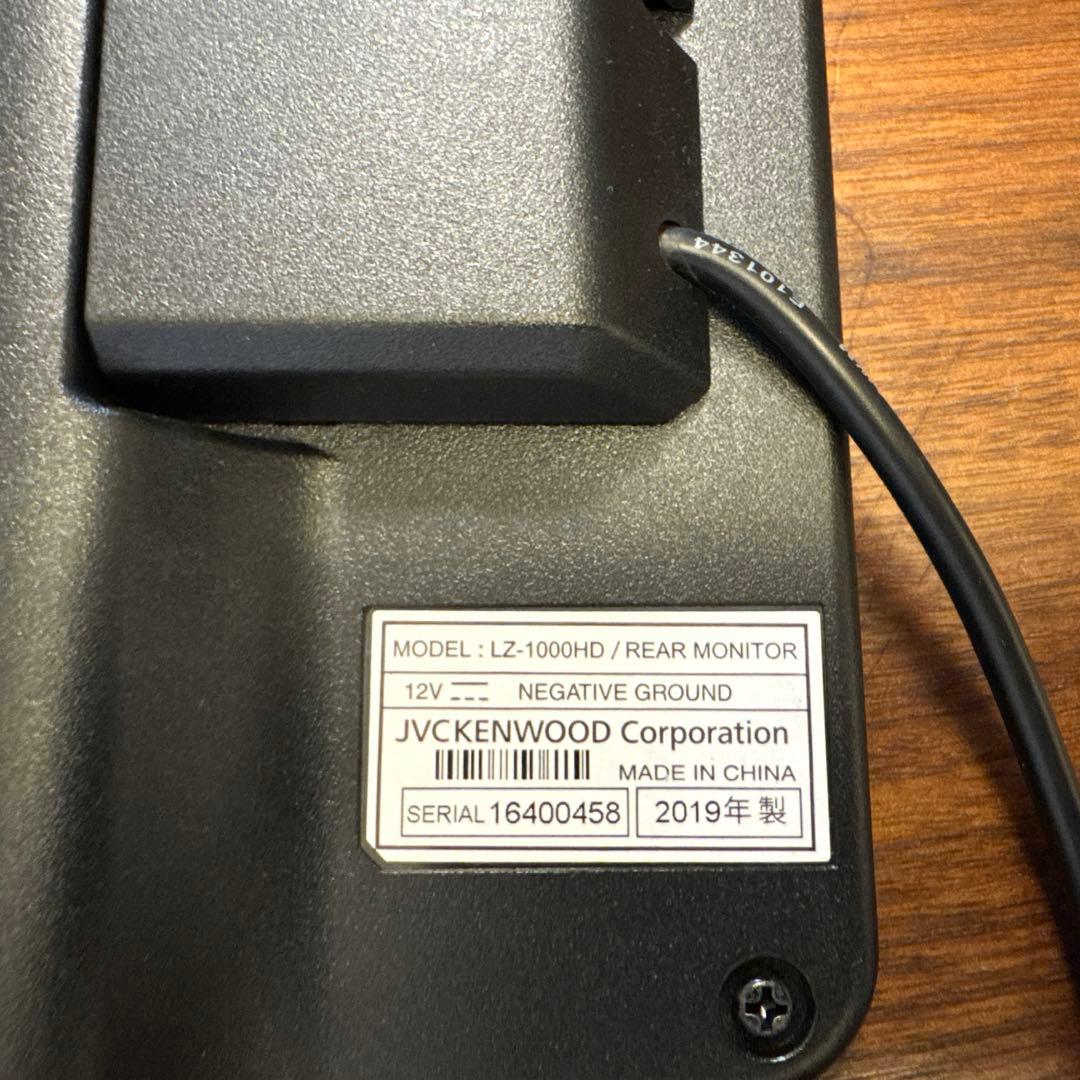 E101344
MODEL : LZ-1000HD / REAR MONITOR
12V NEGATIVE GROUND
JVCKENWOOD Corporation
MADE IN CHINA
SERIAL 16400458
2019年 製